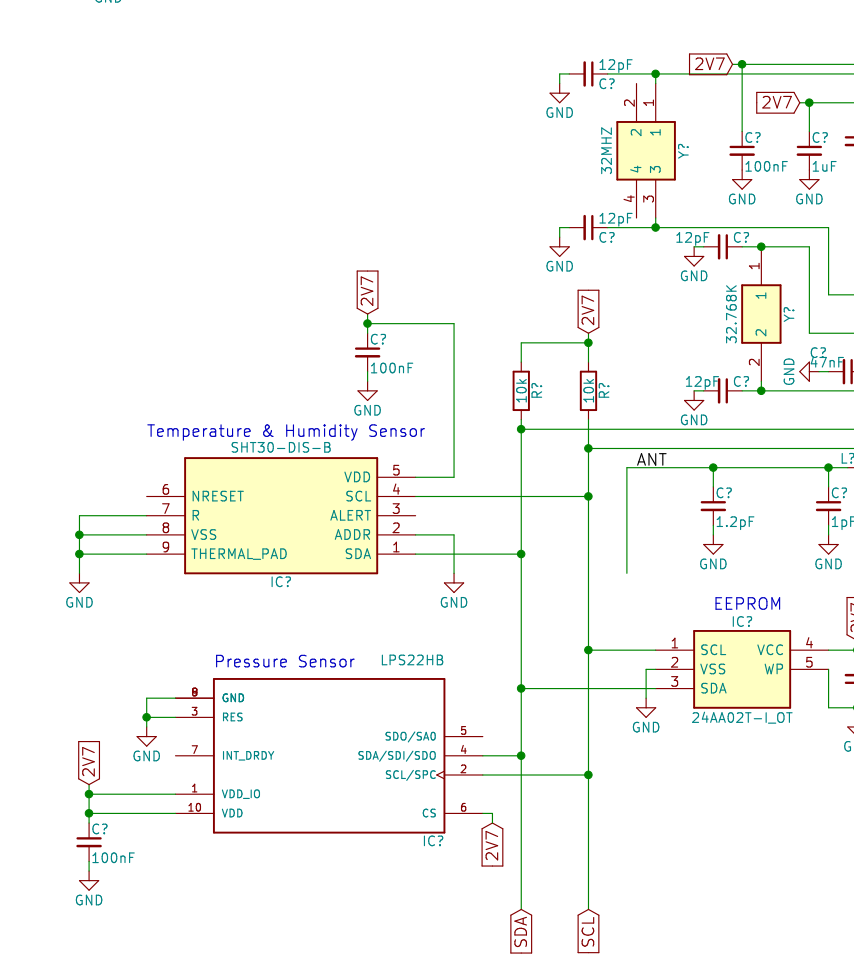 GND
12pF
C?
GND
2
1
2
1
32MHZ
Y?
4
3
4
3
12pF
C?
GND
2V7
2V7
C?
100nF
GND
C?
1uF
GND
12pF
C?
GND
1
1
32.768K
Y?
2
2
12pF
C?
GND
GND
C?
47nF
2V7
C?
100nF
GND
2V7
10k
R?
10k
R?
Temperature & Humidity Sensor
SHT30-DIS-B
6 NRESET
7 R
8 VSS
9 THERMAL_PAD
VDD 5
SCL 4
ALERT 3
ADDR 2
SDA 1
IC?
GND
GND
ANT
L?
C?
1.2pF
GND
C?
1pF
GND
EEPROM
IC?
1 SCL
2 VSS
3 SDA
VCC 4
WP 5
24AA02T-I_OT
GND
Pressure Sensor
LPS22HB
GND
3 RES
7 INT_DRDY
1 VDD_IO
10 VDD
SDO/SA0 5
SDA/SDI/SDO 4
SCL/SPC 2
CS 6
IC?
GND
2V7
C?
100nF
GND
2V7
SDA
SCL